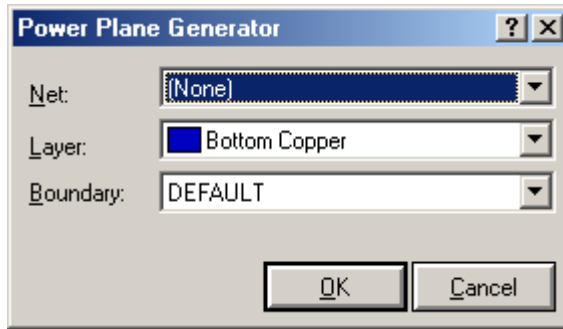 Power Plane Generator
Net: (None)
Layer: Bottom Copper
Boundary: DEFAULT
OK Cancel